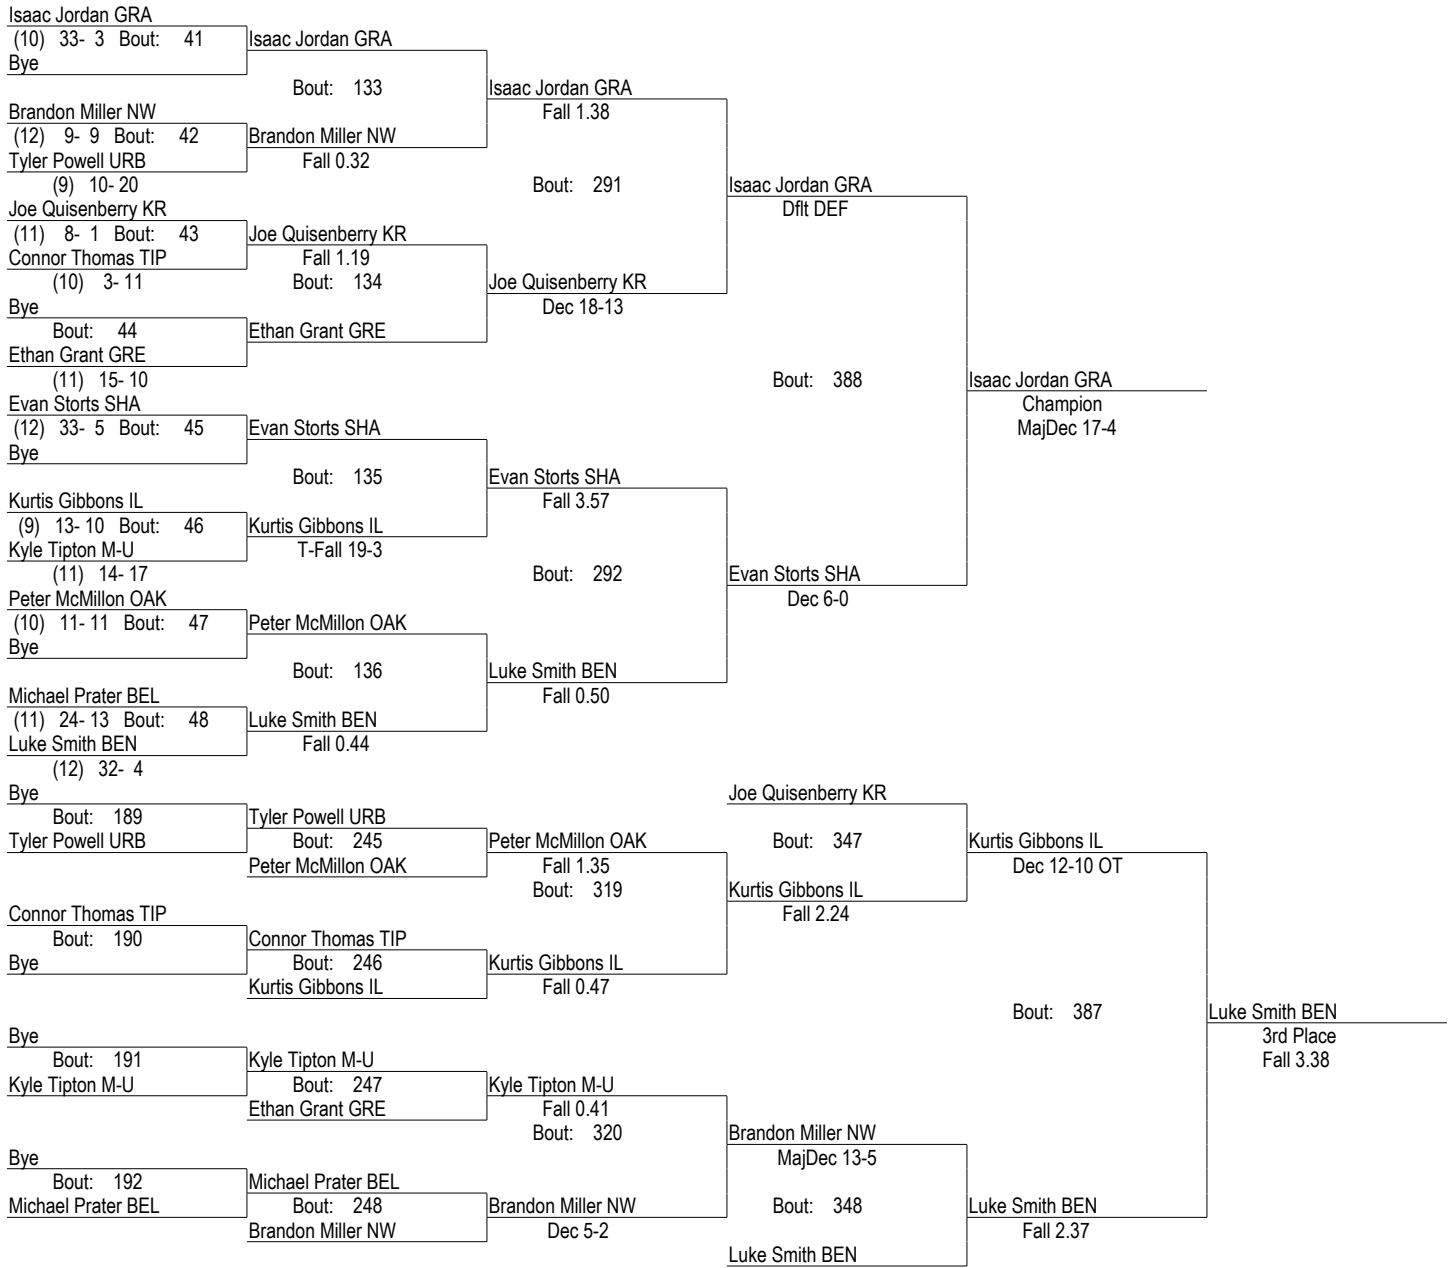 Isaac Jordan GRA
(10) 33- 3 Bout: 41 Isaac Jordan GRA
Bye
Bout: 133 Isaac Jordan GRA
Brandon Miller NW Fall 1.38
(12) 9- 9 Bout: 42 Brandon Miller NW
Tyler Powell URB Fall 0.32
(9) 10- 20 Bout: 291 Isaac Jordan GRA
Joe Quisenberry KR Dflt DEF
(11) 8- 1 Bout: 43 Joe Quisenberry KR
Connor Thomas TIP Fall 1.19
(10) 3- 11 Bout: 134 Joe Quisenberry KR
Bye Dec 18-13
Bout: 44 Ethan Grant GRE
Ethan Grant GRE
(11) 15- 10 Bout: 388 Isaac Jordan GRA
Evan Storts SHA Champion
(12) 33- 5 Bout: 45 Evan Storts SHA MajDec 17-4
Bye
Bout: 135 Evan Storts SHA
Kurtis Gibbons IL Fall 3.57
(9) 13- 10 Bout: 46 Kurtis Gibbons IL
Kyle Tipton M-U T-Fall 19-3
(11) 14- 17 Bout: 292 Evan Storts SHA
Peter McMillon OAK Dec 6-0
(10) 11- 11 Bout: 47 Peter McMillon OAK
Bye
Bout: 136 Luke Smith BEN
Michael Prater BEL Fall 0.50
(11) 24- 13 Bout: 48 Luke Smith BEN
Luke Smith BEN Fall 0.44
(12) 32- 4
Bye Joe Quisenberry KR
Bout: 189 Tyler Powell URB
Tyler Powell URB Bout: 245 Peter McMillon OAK Bout: 347 Kurtis Gibbons IL
Peter McMillon OAK Fall 1.35 Dec 12-10 OT
Bout: 319 Kurtis Gibbons IL
Connor Thomas TIP Fall 2.24
Bout: 190 Connor Thomas TIP
Bye Bout: 246 Kurtis Gibbons IL
Kurtis Gibbons IL Fall 0.47
Bout: 387 Luke Smith BEN
Bye 3rd Place
Bout: 191 Kyle Tipton M-U Fall 3.38
Kyle Tipton M-U Bout: 247 Kyle Tipton M-U
Ethan Grant GRE Fall 0.41
Bout: 320 Brandon Miller NW
Bye MajDec 13-5
Bout: 192 Michael Prater BEL
Michael Prater BEL Bout: 248 Brandon Miller NW Bout: 348 Luke Smith BEN
Brandon Miller NW Dec 5-2 Fall 2.37
Luke Smith BEN